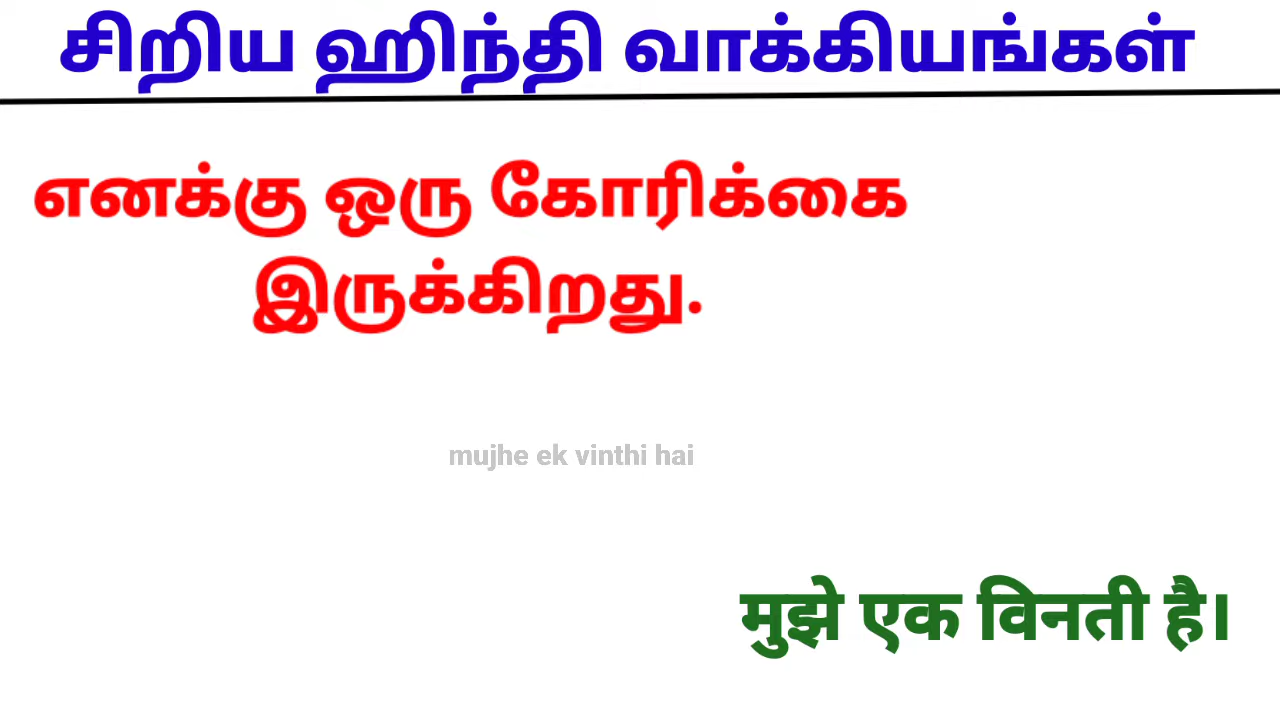 சிறிய ஹிந்தி வாக்கியங்கள்
எனக்கு ஒரு கோரிக்கை
இருக்கிறது.
mujhe ek vinthi hai
मुझे एक विनती है।